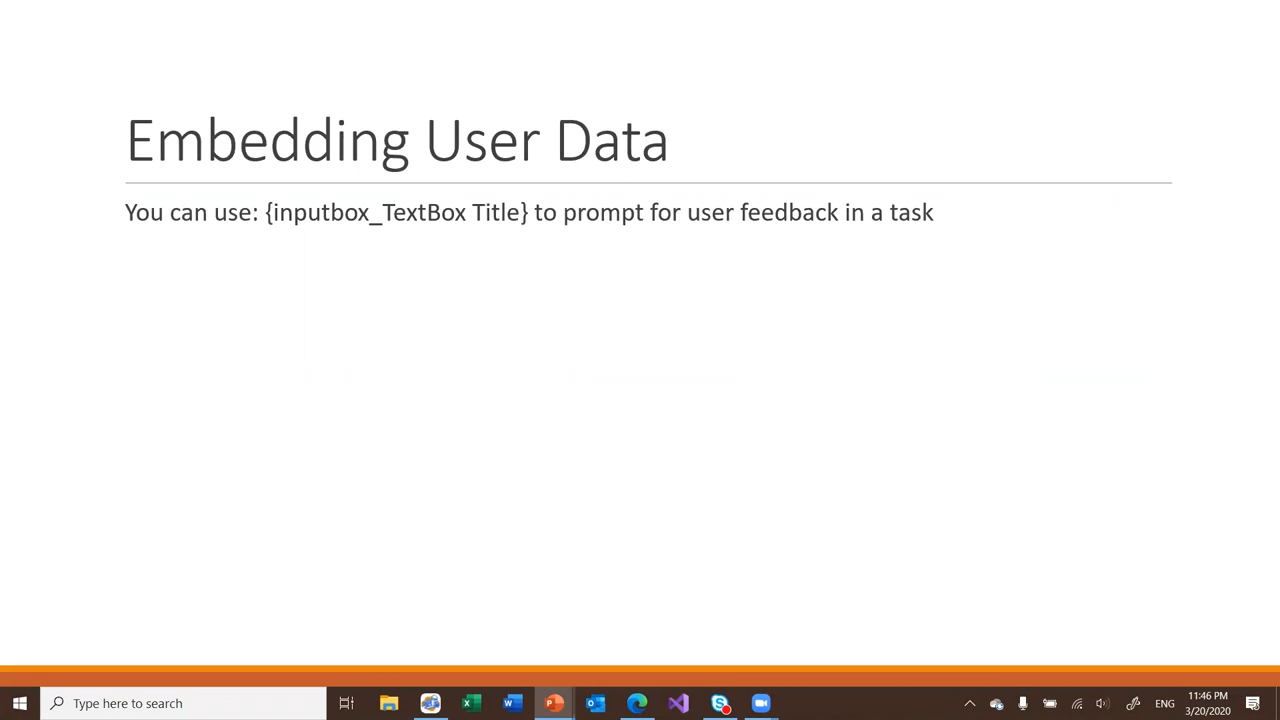 Embedding User Data
You can use: {inputbox_TextBox Title} to prompt for user feedback in a task
Type here to search
ENG
11:46 PM
3/20/2020